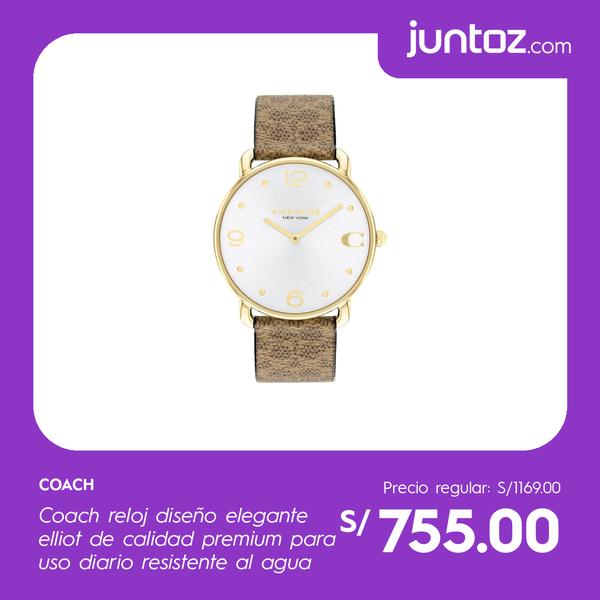 juntoz.com
12
COACH
NEW YORK
9
C
6
COACH
Precio regular: S/1169.00
Coach reloj diseño elegante
elliot de calidad premium para
uso diario resistente al agua
S/ 755.00